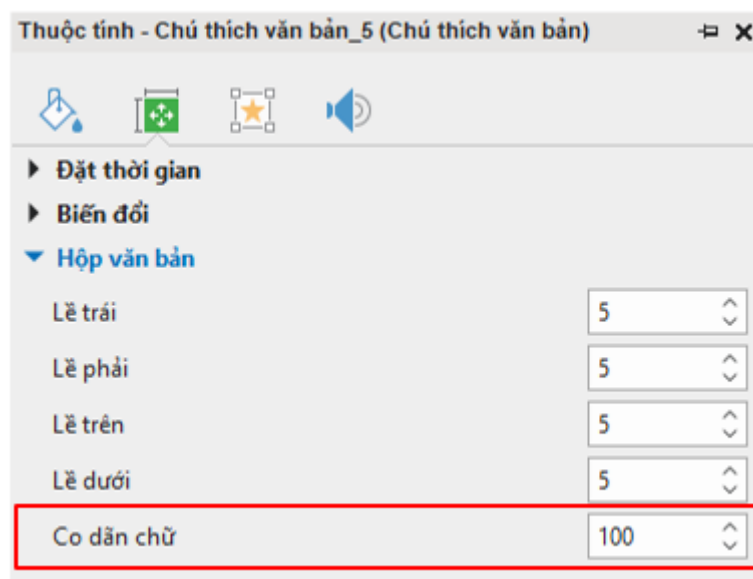 Thuộc tính - Chú thích văn bản_5 (Chú thích văn bản)
Đặt thời gian
Biến đổi
Hộp văn bản
Lề trái 5
Lề phải 5
Lề trên 5
Lề dưới 5
Co dãn chữ 100